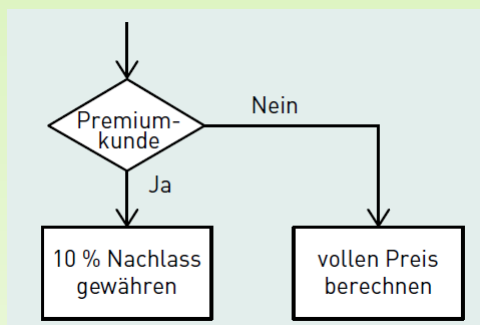 Premium-
kunde
Nein
Ja
10 % Nachlass
gewähren
vollen Preis
berechnen